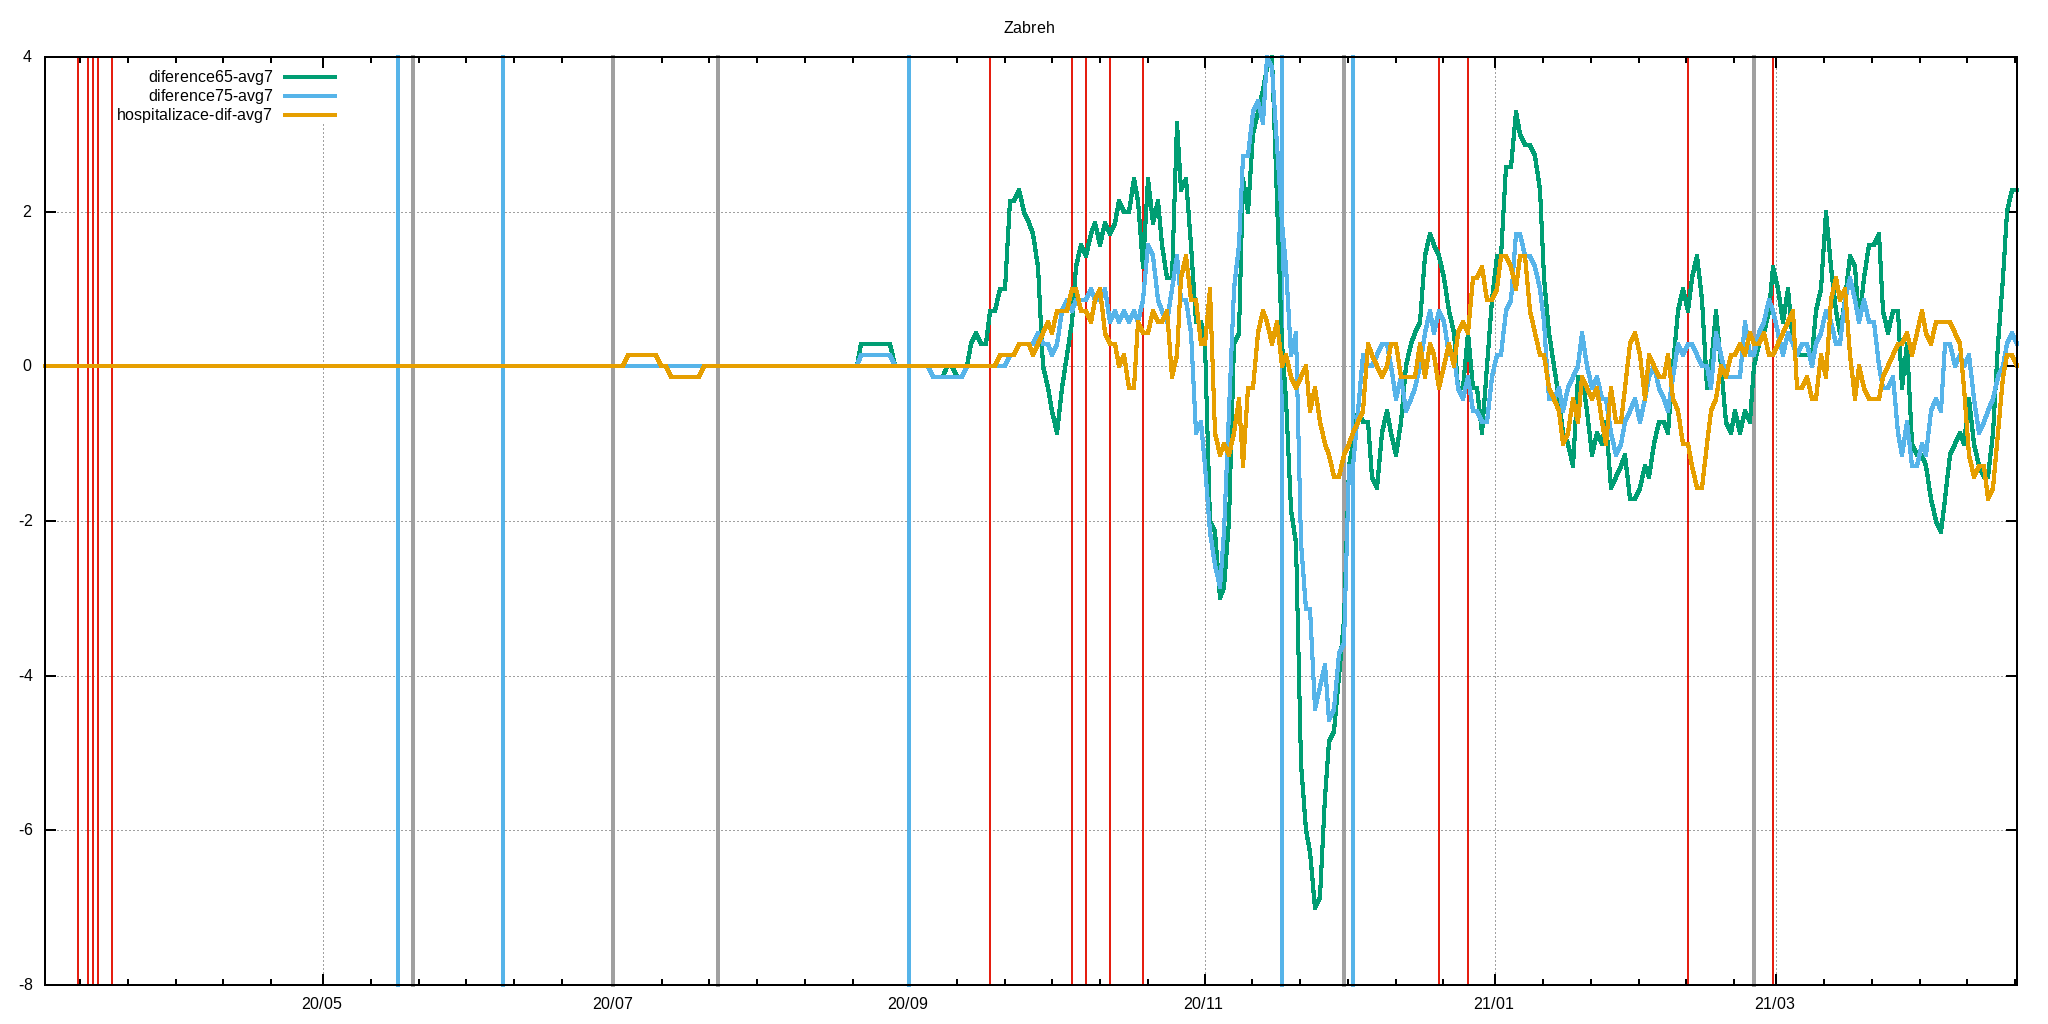 Zabreh
4
diference65-avg7
diference75-avg7
hospitalizace-dif-avg7
2
0
-2
-4
-6
-8
20/05 20/07 20/09 20/11 21/01 21/03